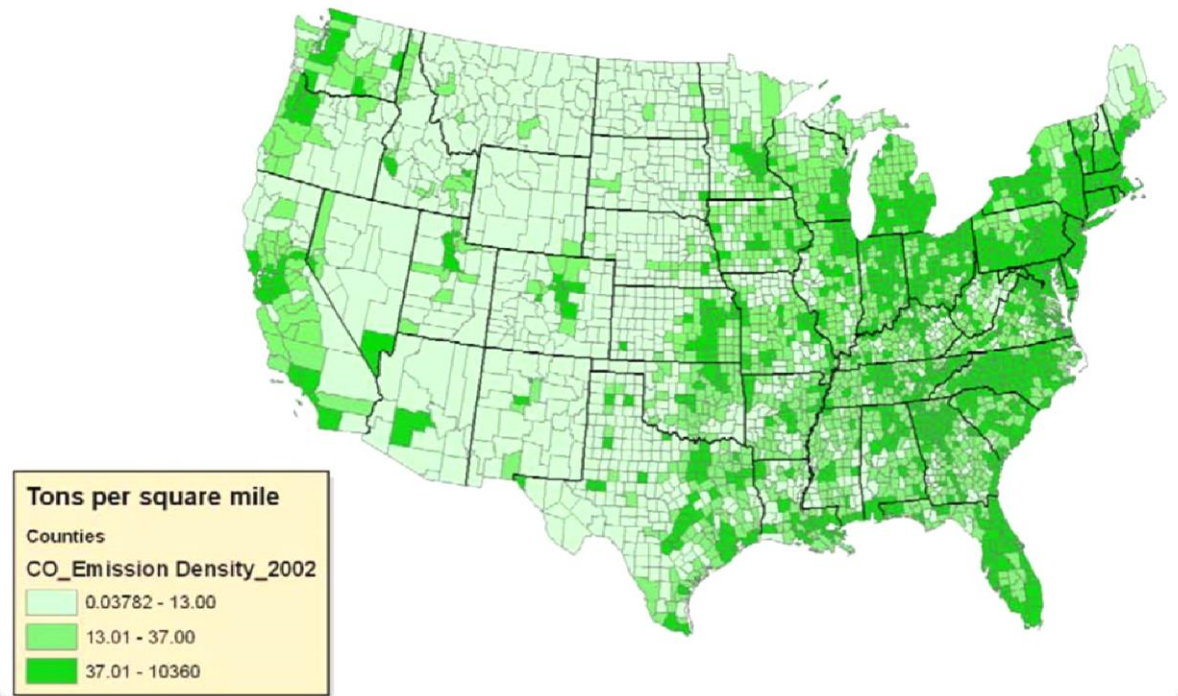 Tons per square mile
Counties
CO_Emission Density_2002
0.03782 - 13.00
13.01 - 37.00
37.01 - 10360